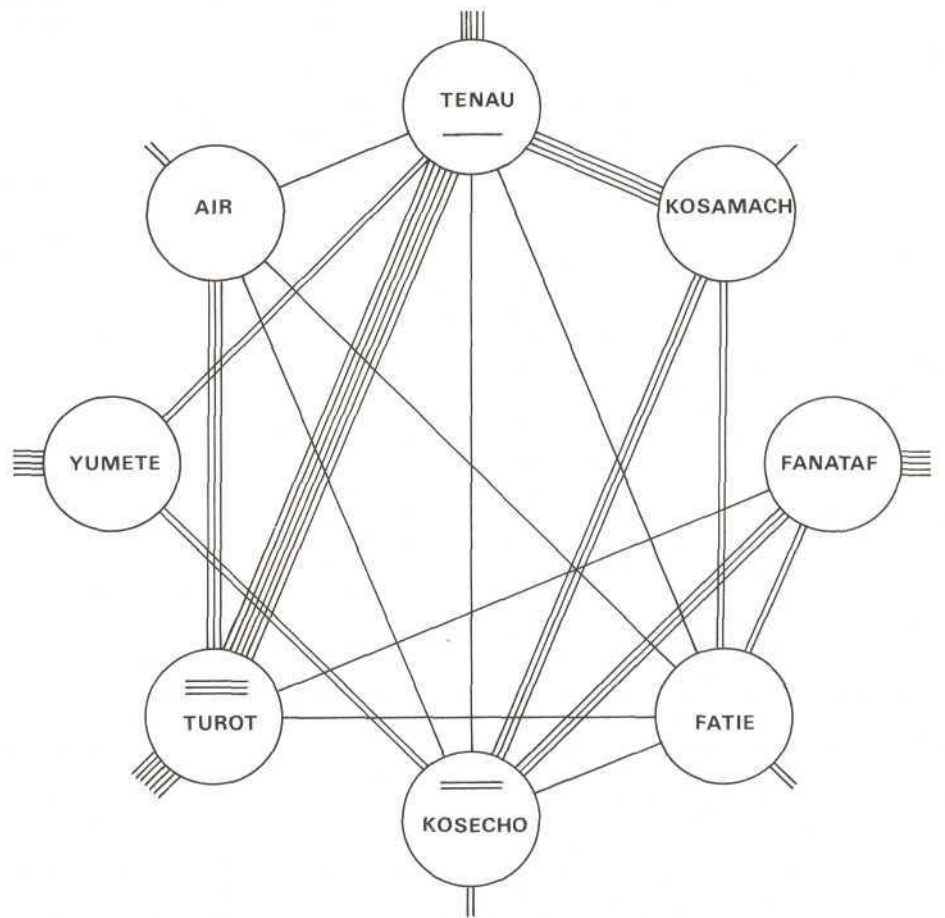 TENAU
AIR
KOSAMACH
YUMETE
FANATAF
TUROT
FATIE
KOSECHO